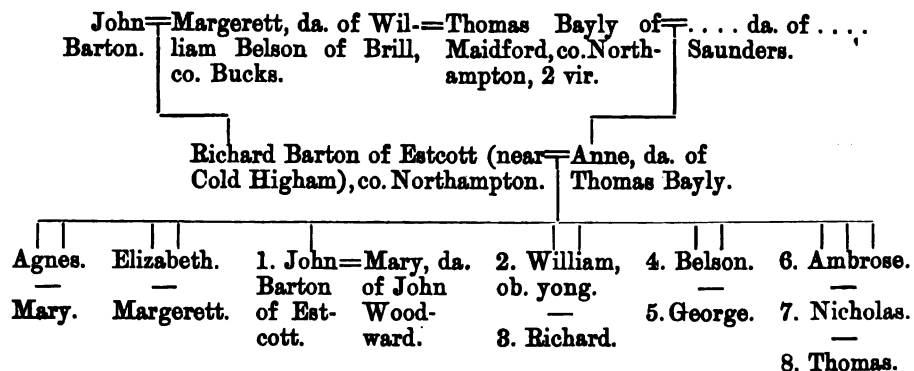 John Margerett, da. of Wil-= Thomas Bayly of .... da. of ....
Barton. liam Belson of Brill, Maidford, co. North- Saunders.
co. Bucks. ampton, 2 vir.
Richard Barton of Estcott (near = Anne, da. of
Cold Higham), co. Northampton. Thomas Bayly.
Agnes. Elizabeth. 1. John = Mary, da. 2. William, 4. Belson. 6. Ambrose.
— — Barton of John ob. yong. — —
Mary. Margerett. of Est- Wood- — 5. George. 7. Nicholas.
cott. ward. 3. Richard. —
8. Thomas.